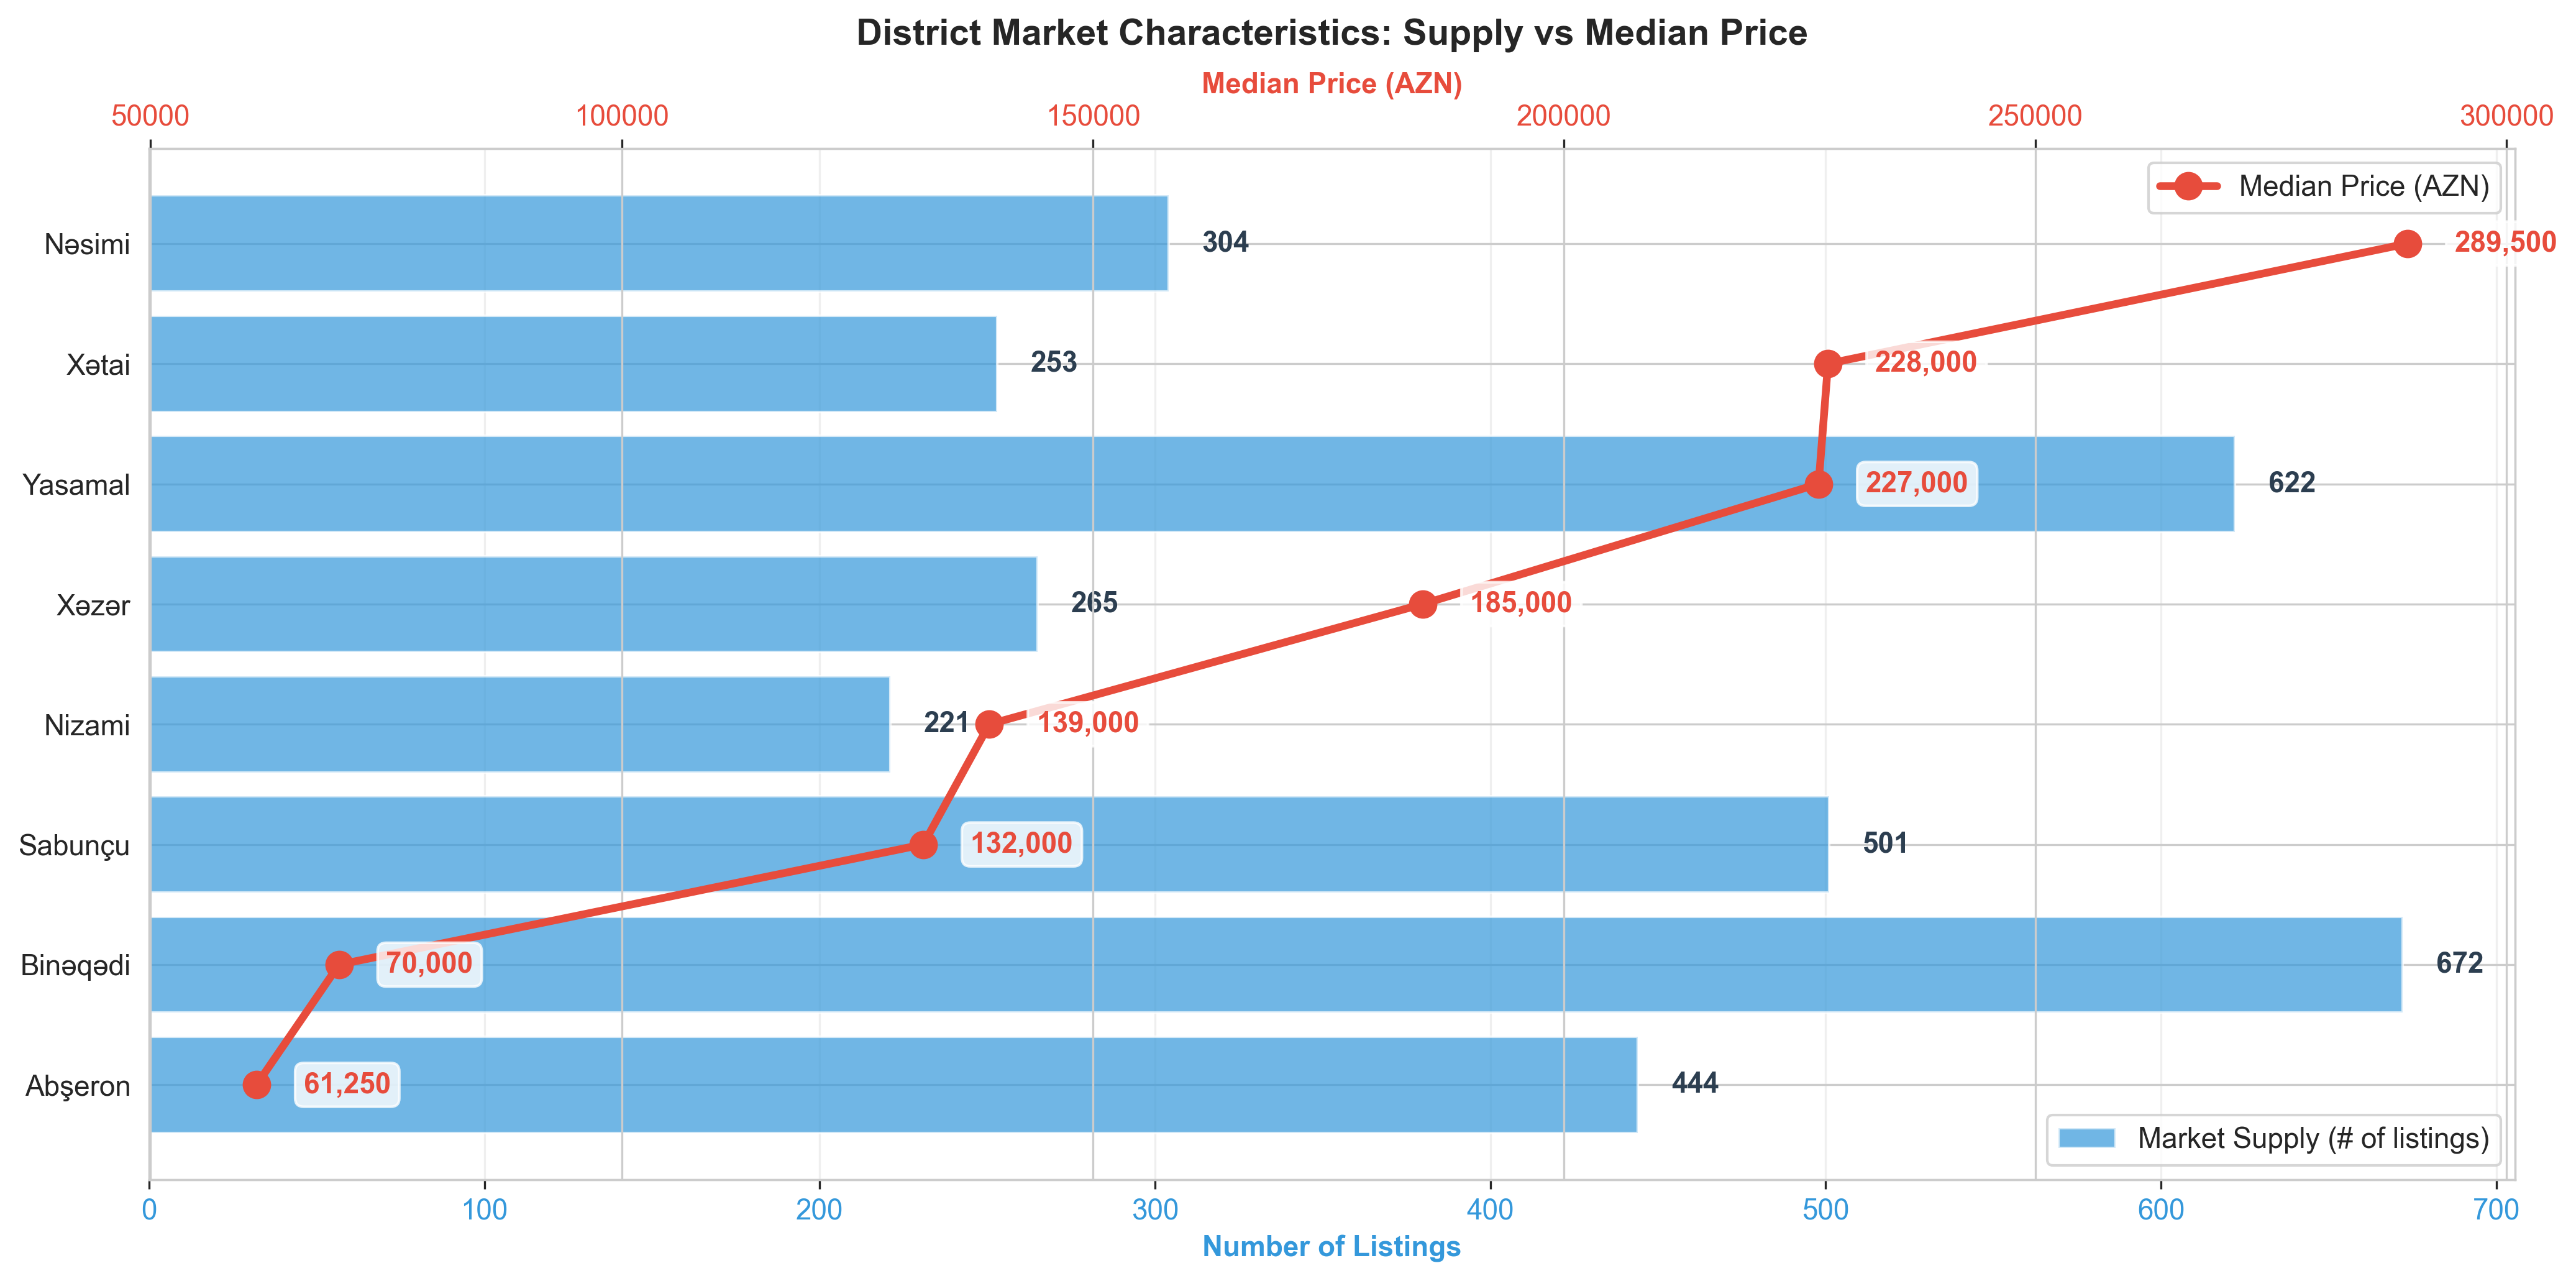 District Market Characteristics: Supply vs Median Price
Median Price (AZN)
50000 100000 150000 200000 250000 300000
Median Price (AZN)
Nəsimi 304 289,500
Xətai 253 228,000
Yasamal 227,000 622
Xəzər 265 185,000
Nizami 221 139,000
Sabunçu 132,000 501
Binəqədi 70,000 672
Abşeron 61,250 444
Market Supply (# of listings)
0 100 200 300 400 500 600 700
Number of Listings